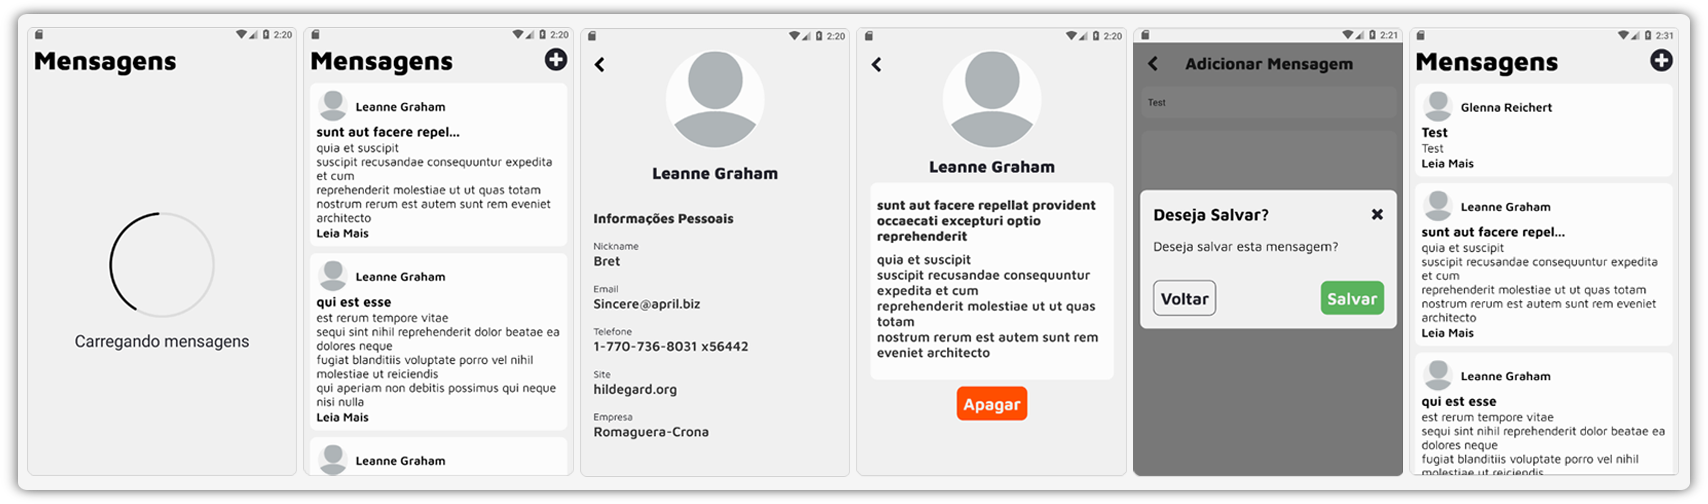 2:20
Mensagens
Carregando mensagens
2:20
Mensagens
Leanne Graham
sunt aut facere repel...
quia et suscipit
suscipit recusandae consequuntur expedita
et cum
reprehenderit molestiae ut ut quas totam
nostrum rerum est autem sunt rem eveniet
architecto
Leia Mais
Leanne Graham
qui est esse
est rerum tempore vitae
sequi sint nihil reprehenderit dolor beatae ea
dolores neque
fugiat blanditiis voluptate porro vel nihil
molestiae ut reiciendis
qui aperiam non debitis possimus qui neque
nisi nulla
Leia Mais
Leanne Graham
2:20
Leanne Graham
Informações Pessoais
Nickname
Bret
Email
Sincere@april.biz
Telefone
1-770-736-8031 x56442
Site
hildegard.org
Empresa
Romaguera-Crona
2:20
Leanne Graham
sunt aut facere repellat provident
occaecati excepturi optio
reprehenderit
quia et suscipit
suscipit recusandae consequuntur
expedita et cum
reprehenderit molestiae ut ut quas
totam
nostrum rerum est autem sunt rem
eveniet architecto
Apagar
2:21
Adicionar Mensagem
Test
Deseja Salvar?
Deseja salvar esta mensagem?
Voltar
Salvar
2:31
Mensagens
Glenna Reichert
Test
Test
Leia Mais
Leanne Graham
sunt aut facere repel...
quia et suscipit
suscipit recusandae consequuntur expedita
et cum
reprehenderit molestiae ut ut quas totam
nostrum rerum est autem sunt rem eveniet
architecto
Leia Mais
Leanne Graham
qui est esse
est rerum tempore vitae
sequi sint nihil reprehenderit dolor beatae ea
dolores neque
fugiat blanditiis voluptate porro vel nihil
molestiae ut reiciendis